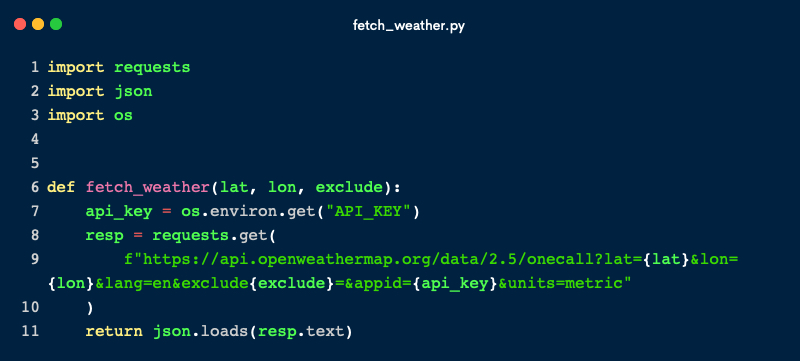 fetch_weather.py
1 import requests
2 import json
3 import os
4
5
6 def fetch_weather(lat, lon, exclude):
7     api_key = os.environ.get("API_KEY")
8     resp = requests.get(
9         f"https://api.openweathermap.org/data/2.5/onecall?lat={lat}&lon=
{lon}&lang=en&exclude{exclude}=&appid={api_key}&units=metric"
10     )
11     return json.loads(resp.text)